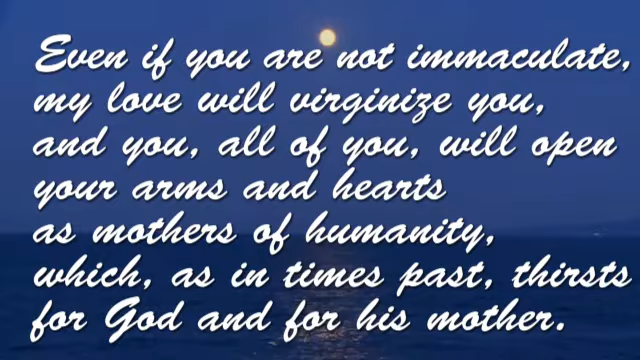 Even if you are not immaculate,
my love will virginize you,
and you, all of you, will open
your arms and hearts
as mothers of humanity,
which, as in times past, thirsts
for God and for his mother.